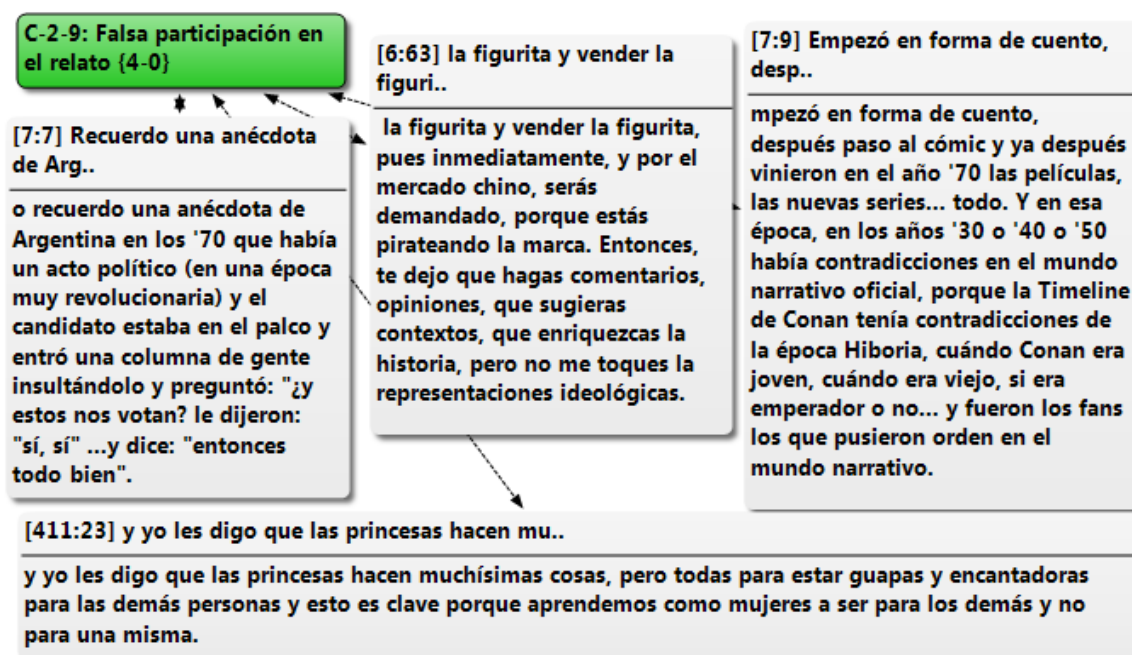 C-2-9: Falsa participación en
el relato {4-0}
[7:7] Recuerdo una anécdota
de Arg..
o recuerdo una anécdota de
Argentina en los '70 que había
un acto político (en una época
muy revolucionaria) y el
candidato estaba en el palco y
entró una columna de gente
insultándolo y preguntó: "¿y
estos nos votan? le dijeron:
"sí, sí" ...y dice: "entonces
todo bien".
[6:63] la figurita y vender la
figuri..
la figurita y vender la figurita,
pues inmediatamente, y por el
mercado chino, serás
demandado, porque estás
pirateando la marca. Entonces,
te dejo que hagas comentarios,
opiniones, que sugieras
contextos, que enriquezcas la
historia, pero no me toques la
representaciones ideológicas.
[7:9] Empezó en forma de cuento,
desp..
mpezó en forma de cuento,
después paso al cómic y ya después
vinieron en el año '70 las películas,
las nuevas series... todo. Y en esa
época, en los años '30 o '40 o '50
había contradicciones en el mundo
narrativo oficial, porque la Timeline
de Conan tenía contradicciones de
la época Hiboria, cuándo Conan era
joven, cuándo era viejo, si era
emperador o no... y fueron los fans
los que pusieron orden en el
mundo narrativo.
[411:23] y yo les digo que las princesas hacen mu..
y yo les digo que las princesas hacen muchísimas cosas, pero todas para estar guapas y encantadoras
para las demás personas y esto es clave porque aprendemos como mujeres a ser para los demás y no
para una misma.